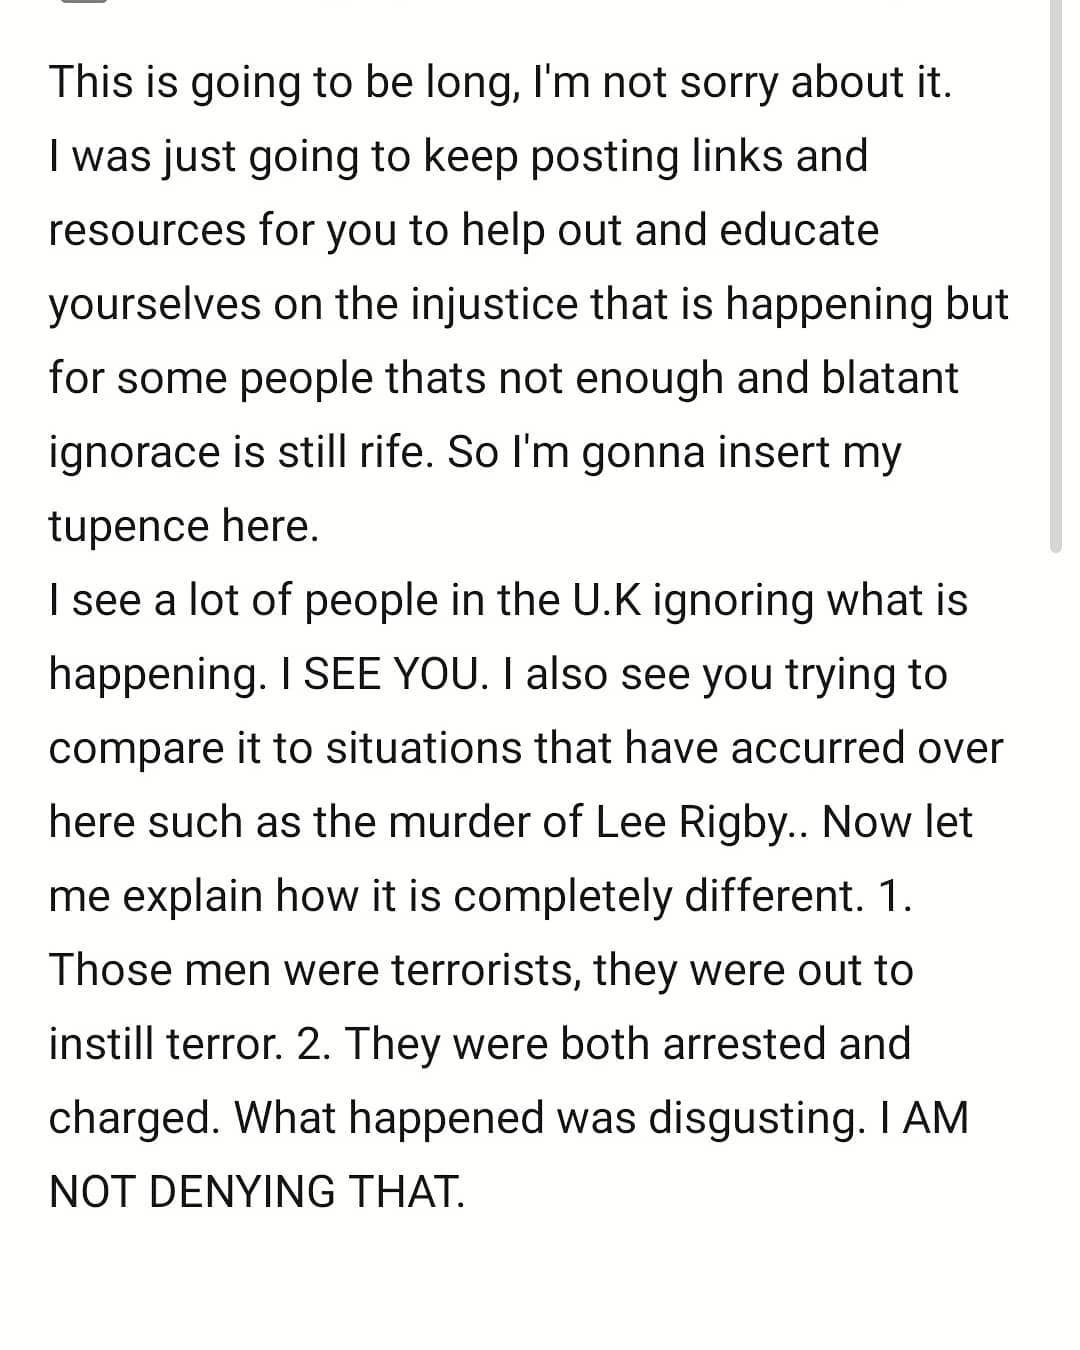 This is going to be long, I'm not sorry about it.
I was just going to keep posting links and
resources for you to help out and educate
yourselves on the injustice that is happening but
for some people thats not enough and blatant
ignorace is still rife. So I'm gonna insert my
tupence here.
I see a lot of people in the U.K ignoring what is
happening. I SEE YOU. I also see you trying to
compare it to situations that have accurred over
here such as the murder of Lee Rigby.. Now let
me explain how it is completely different. 1.
Those men were terrorists, they were out to
instill terror. 2. They were both arrested and
charged. What happened was disgusting. I AM
NOT DENYING THAT.